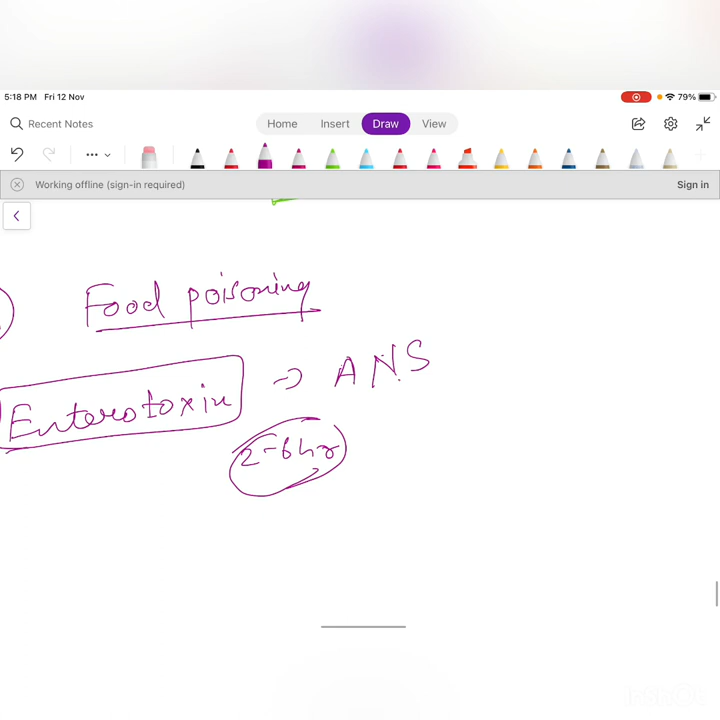 5:18 PM Fri 12 Nov 79%
Recent Notes Home Insert Draw View
Working offline (sign-in required) Sign in
Food poisoning
Enterotoxin → ANS
2-6hr